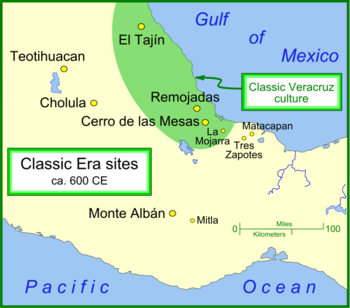 Gulf
of
Mexico
El Tajín
Teotihuacan
Classic Veracruz
culture
Cholula
Remojadas
Cerro de las Mesas
La
Mojarra
Matacapan
Tres
Zapotes
Classic Era sites
ca. 600 CE
Monte Albán
Mitla
Miles
0 100
Kilometers
Pacific Ocean